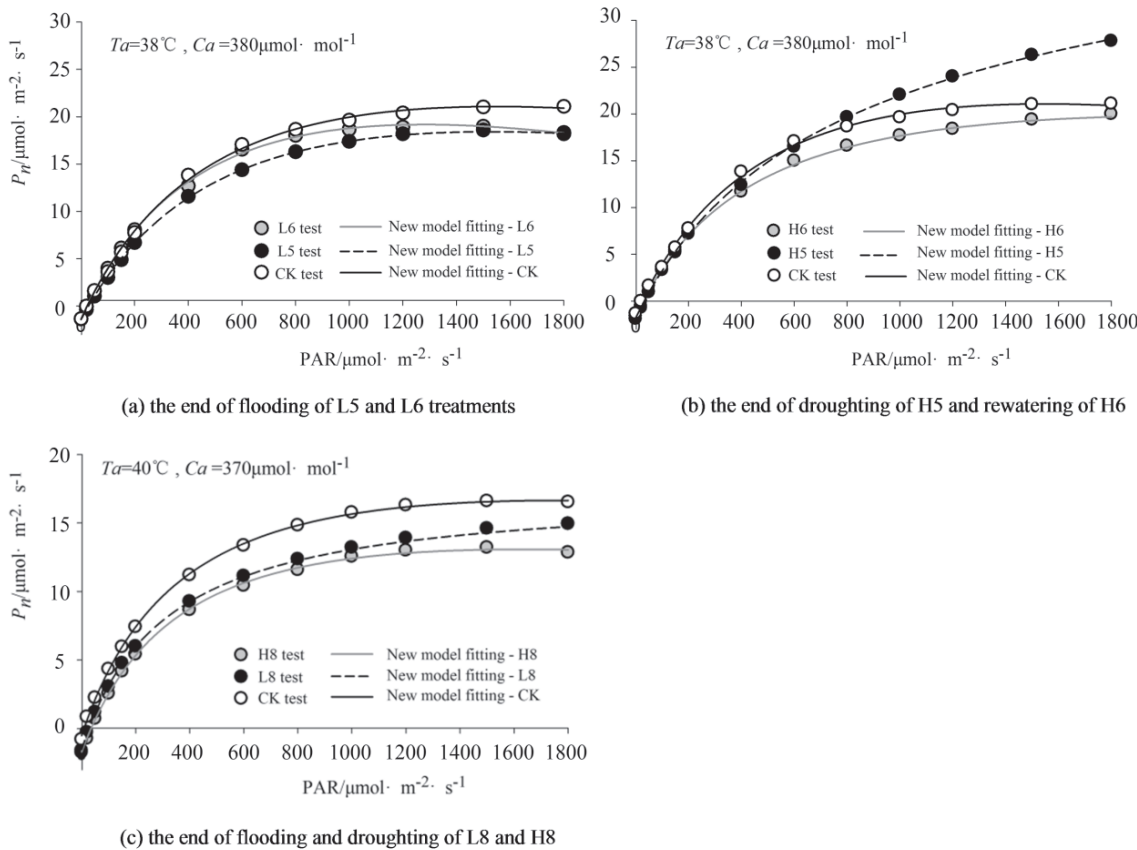 30
25
20
15
10
5
0
Pn/μmol· m-2· s-1
Ta=38℃ , Ca =380μmol· mol-1
L6 test New model fitting - L6
L5 test New model fitting - L5
CK test New model fitting - CK
200 400 600 800 1000 1200 1400 1600 1800
PAR/μmol· m-2· s-1
(a) the end of flooding of L5 and L6 treatments
30
25
20
15
10
5
0
Pn/μmol· m-2· s-1
Ta=38℃ , Ca =380μmol· mol-1
H6 test New model fitting - H6
H5 test New model fitting - H5
CK test New model fitting - CK
200 400 600 800 1000 1200 1400 1600 1800
PAR/μmol· m-2· s-1
(b) the end of droughting of H5 and rewatering of H6
20
15
10
5
0
Pn/μmol· m-2· s-1
Ta=40℃ , Ca =370μmol· mol-1
H8 test New model fitting - H8
L8 test New model fitting - L8
CK test New model fitting - CK
200 400 600 800 1000 1200 1400 1600 1800
PAR/μmol· m-2· s-1
(c) the end of flooding and droughting of L8 and H8